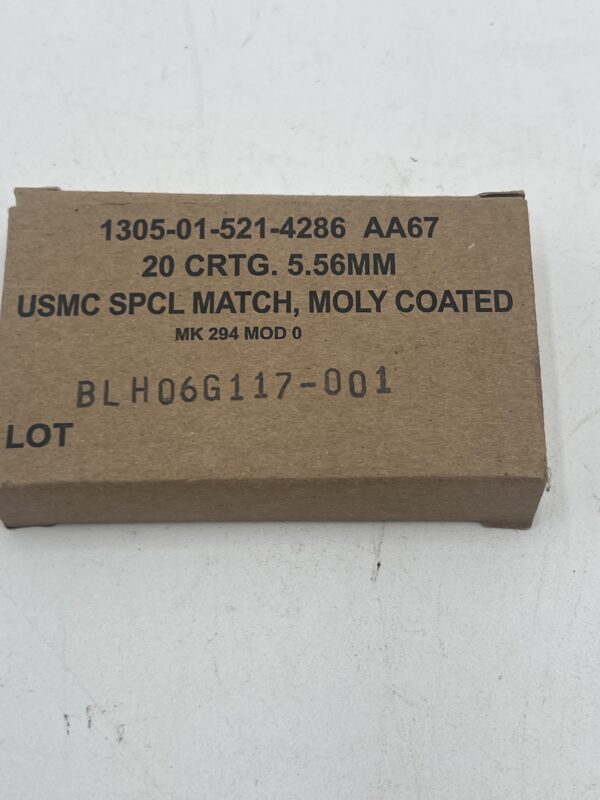 1305-01-521-4286 AA67
20 CRTG. 5.56MM
USMC SPCL MATCH, MOLY COATED
MK 294 MOD 0
BLH06G117-001
LOT